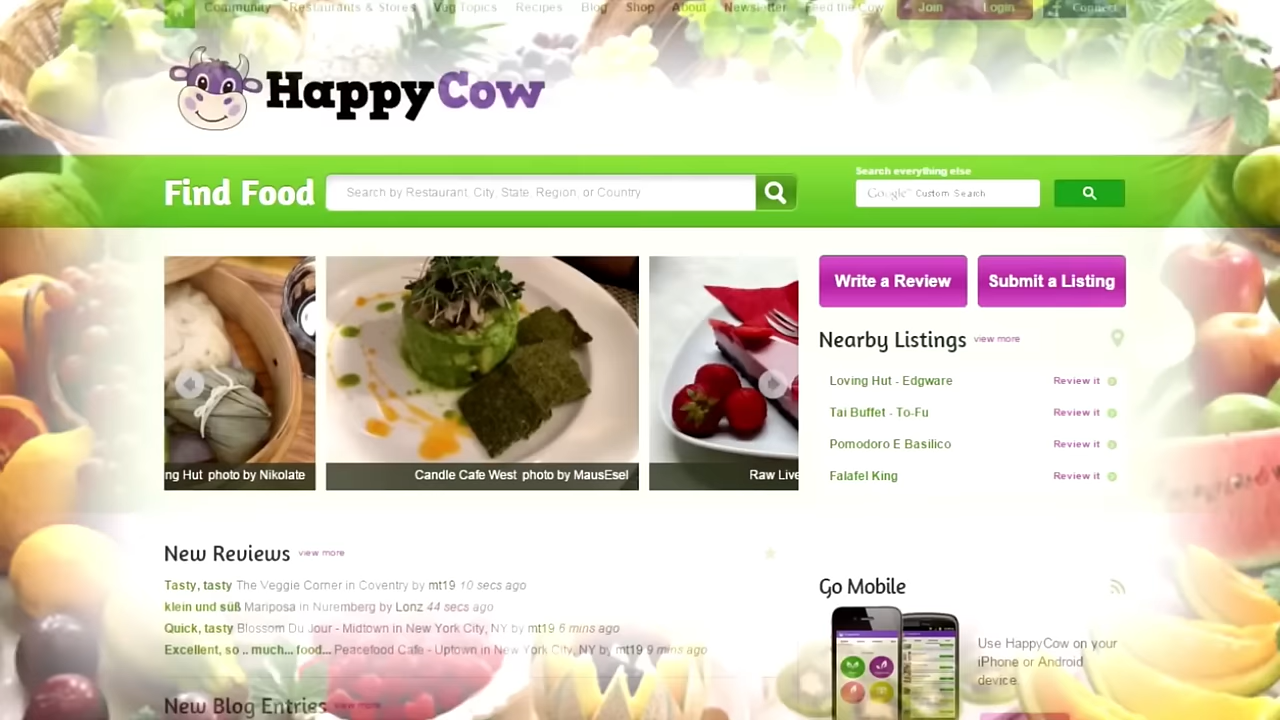 Community Restaurants & Stores Veg Topics Recipes Blog Shop About Newsletter Feed the Cow Join Login Connect
HappyCow
Search everything else
Find Food Search by Restaurant, City, State, Region, or Country Google™ Custom Search
Write a Review Submit a Listing
Nearby Listings view more
Loving Hut - Edgware Review it
Tai Buffet - To-Fu Review it
Pomodoro E Basilico Review it
Falafel King Review it
ng Hut photo by Nikolate Candle Cafe West photo by MausEsel Raw Live
New Reviews view more
Tasty, tasty The Veggie Corner in Coventry by mt19 10 secs ago
klein und süß Mariposa in Nuremberg by Lonz 44 secs ago
Quick, tasty Blossom Du Jour - Midtown in New York City, NY by mt19 6 mins ago
Excellent, so .. much... food... Peacefood Cafe - Uptown in New York City, NY by mt19 9 mins ago
New Blog Entries view more
Go Mobile
Use HappyCow on your
iPhone or Android
device.